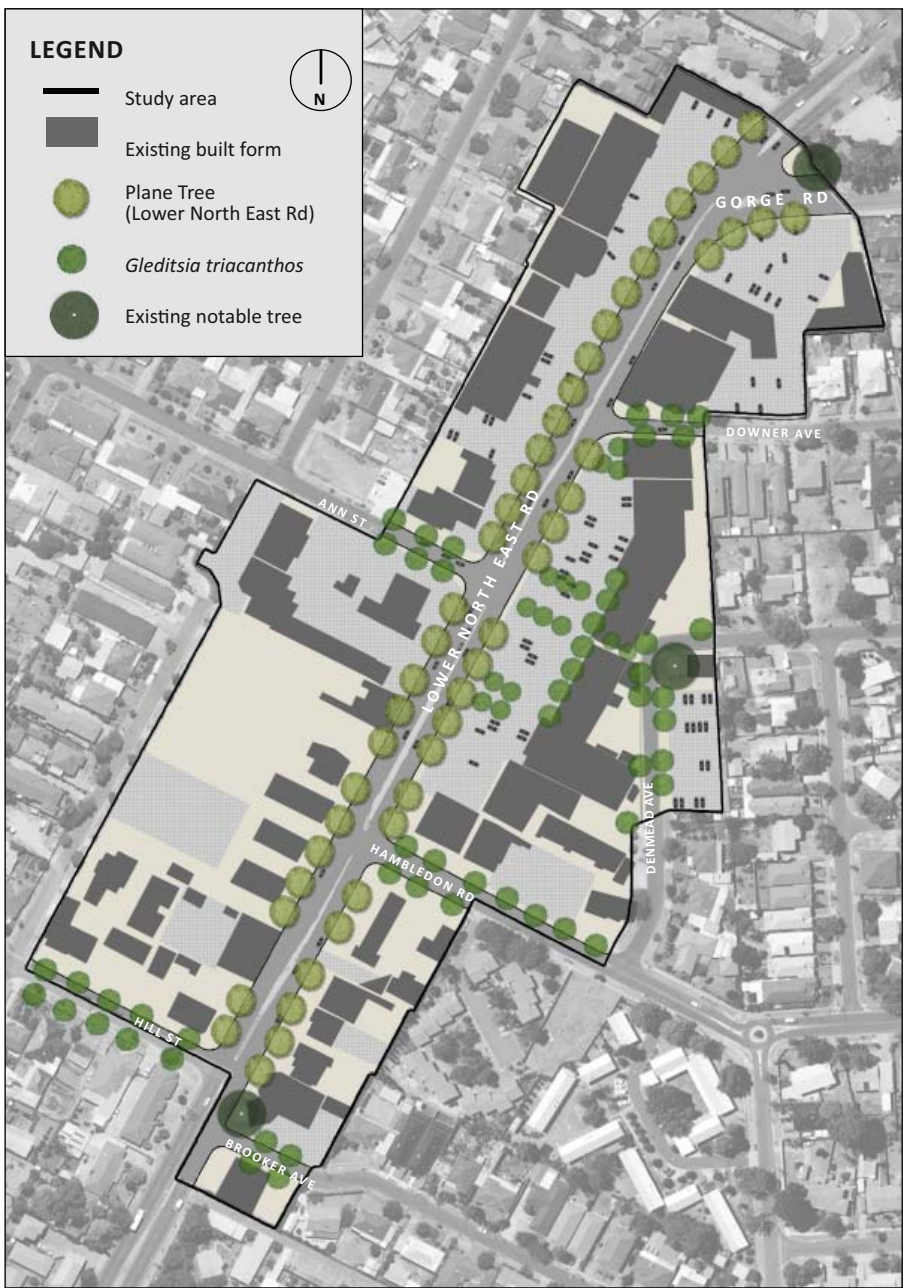 LEGEND
N
Study area
Existing built form
Plane Tree
(Lower North East Rd)
Gleditsia triacanthos
Existing notable tree
GORGE RD
DOWNER AVE
ANN ST
LOWER NORTH EAST RD
DENMEAD AVE
HAMBLEDON RD
HILL ST
BROOKER AVE